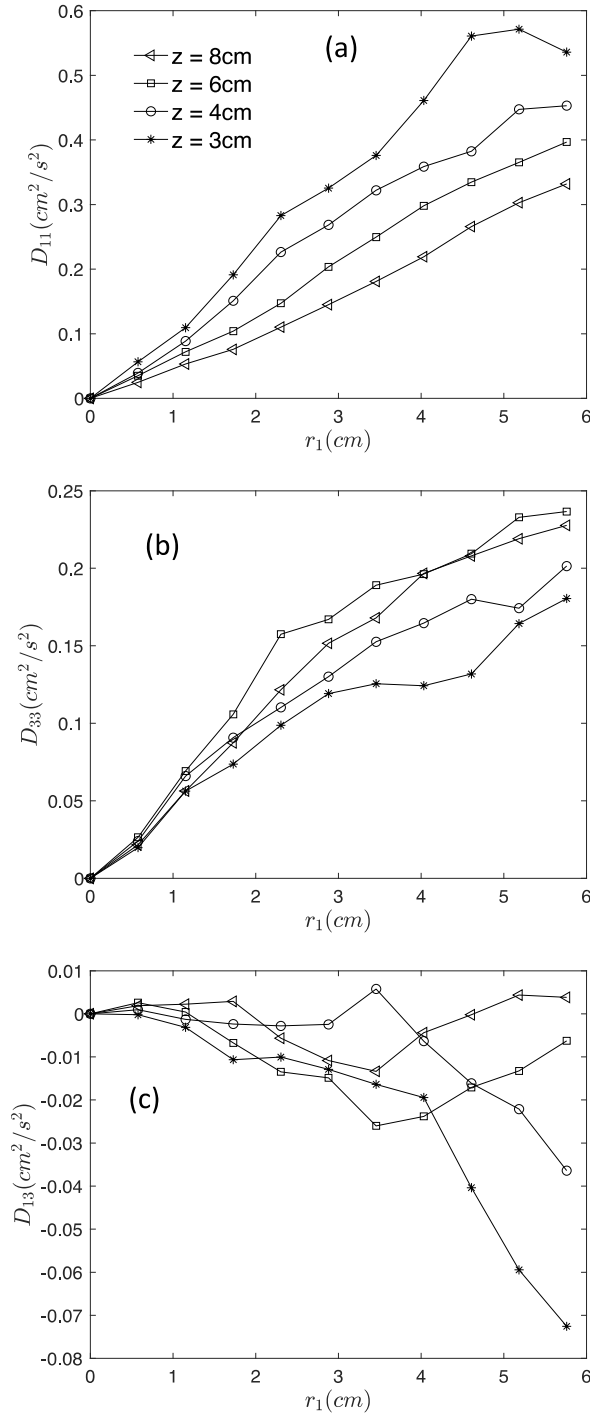 0.6
0.5
0.4
0.3
0.2
0.1
0
D₁₁(cm²/s²)
(a)
z = 8cm
z = 6cm
z = 4cm
z = 3cm
0 1 2 3 4 5 6
r₁(cm)
0.25
0.2
0.15
0.1
0.05
0
D₃₃(cm²/s²)
(b)
0 1 2 3 4 5 6
r₁(cm)
0.01
0
-0.01
-0.02
-0.03
-0.04
-0.05
-0.06
-0.07
-0.08
D₁₃(cm²/s²)
(c)
0 1 2 3 4 5 6
r₁(cm)